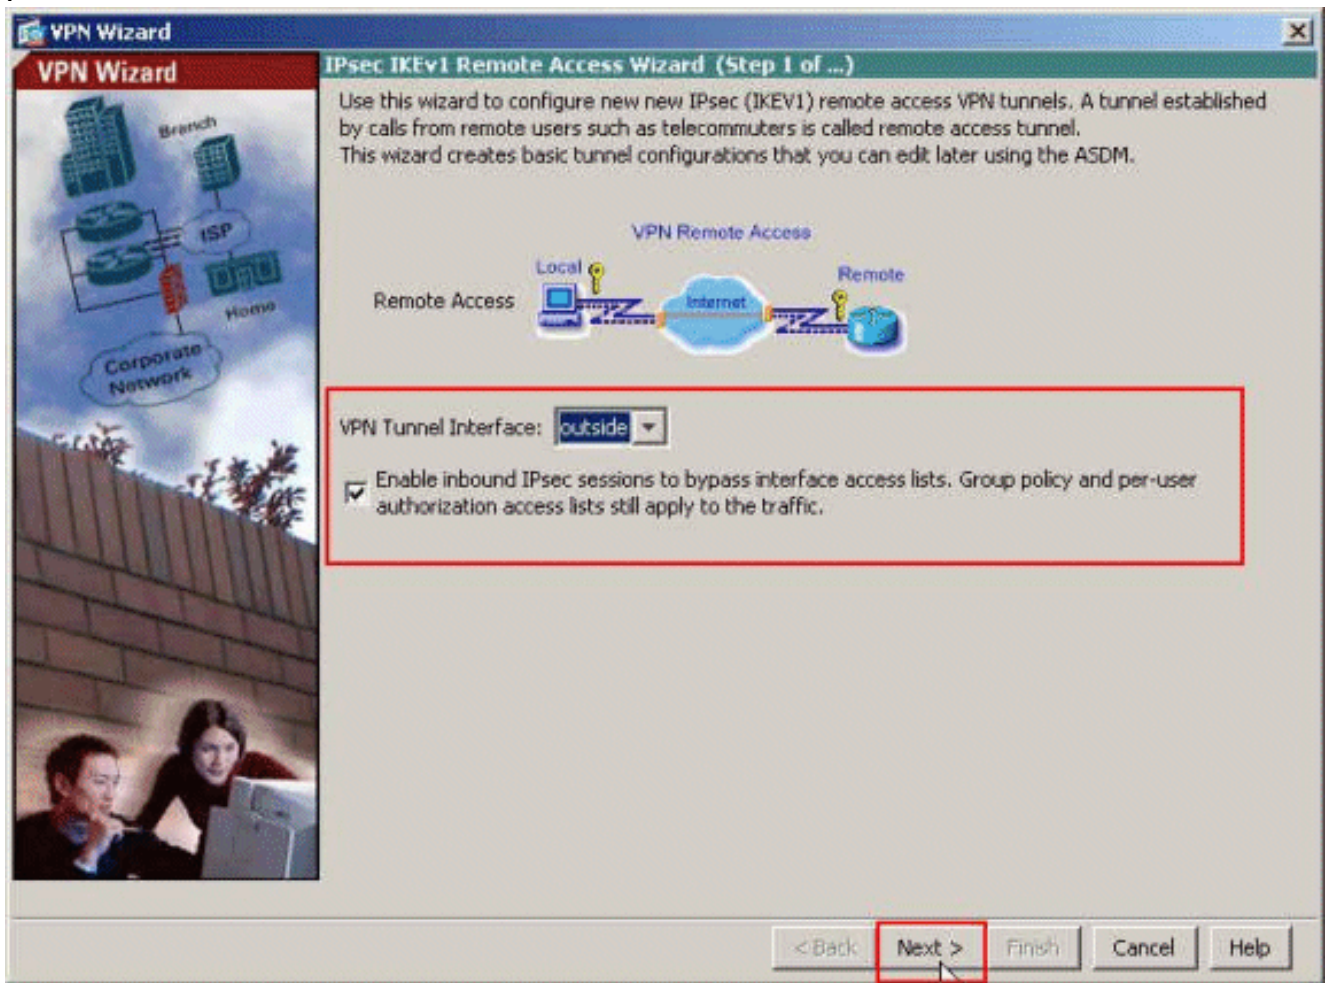 VPN Wizard
VPN Wizard
IPsec IKEv1 Remote Access Wizard (Step 1 of ...)
Use this wizard to configure new new IPsec (IKEV1) remote access VPN tunnels. A tunnel established
by calls from remote users such as telecommuters is called remote access tunnel.
This wizard creates basic tunnel configurations that you can edit later using the ASDM.
Branch
ISP
Home
Corporate
Network
VPN Remote Access
Local
Remote
Remote Access
Internet
VPN Tunnel Interface: outside
Enable inbound IPsec sessions to bypass interface access lists. Group policy and per-user
authorization access lists still apply to the traffic.
< Back Next > Finish Cancel Help